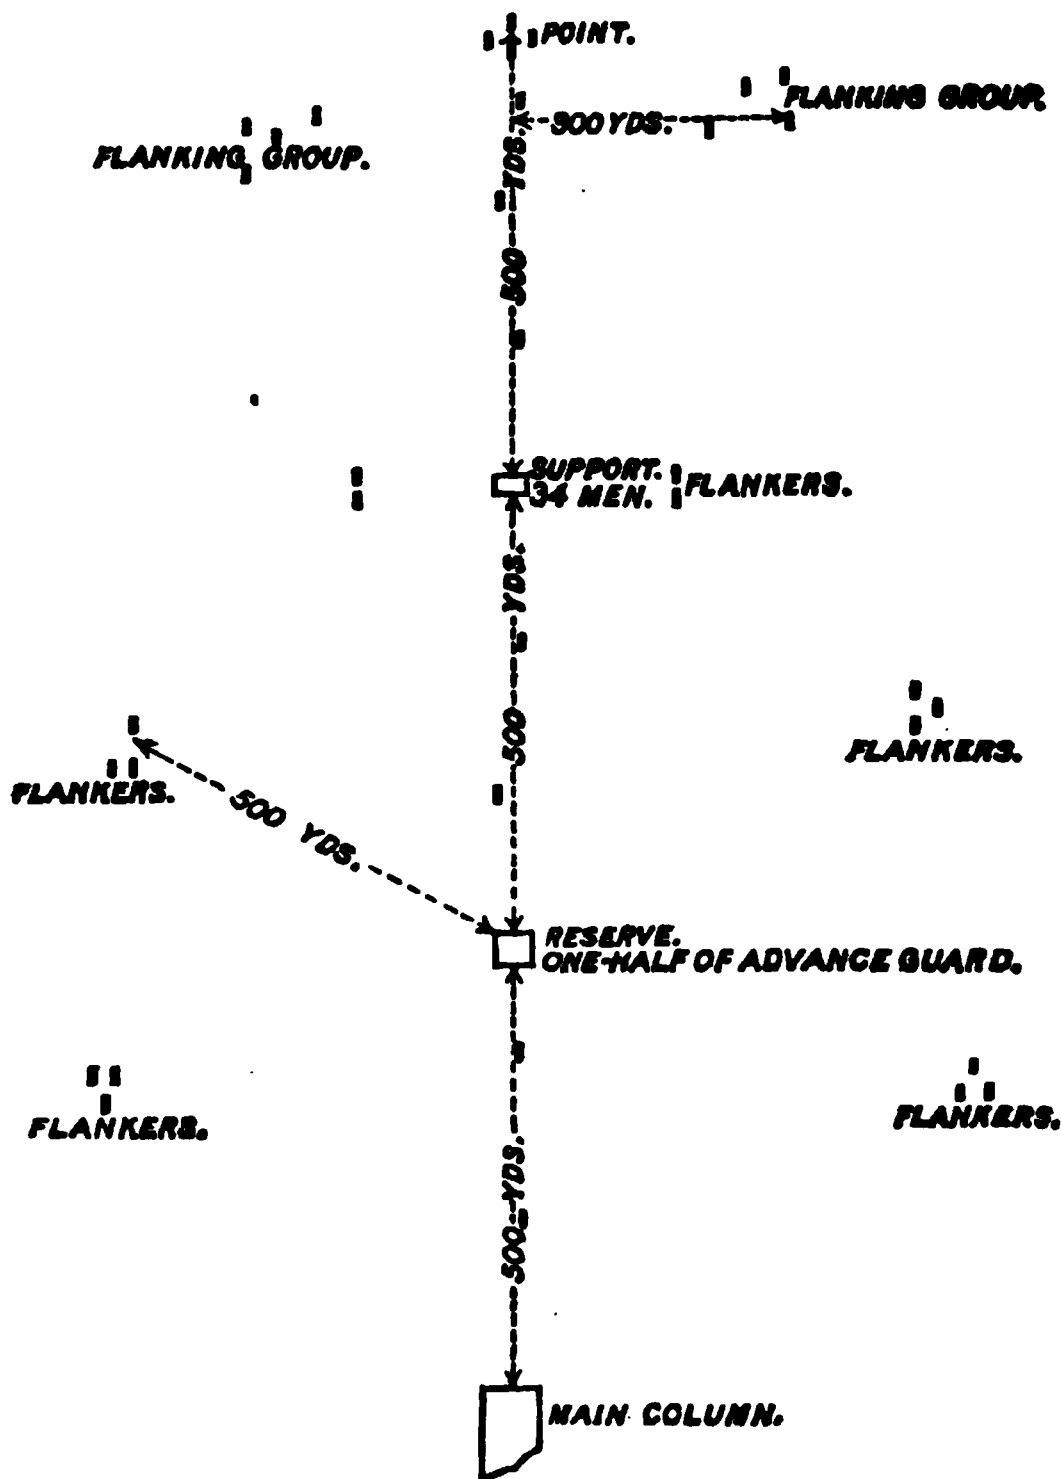 POINT.
FLANKING GROUP.
300 YDS.
FLANKING GROUP.
500 YDS.
SUPPORT.
34 MEN.
FLANKERS.
500 YDS.
FLANKERS.
FLANKERS.
500 YDS.
RESERVE.
ONE-HALF OF ADVANCE GUARD.
FLANKERS.
FLANKERS.
500 YDS.
MAIN COLUMN.